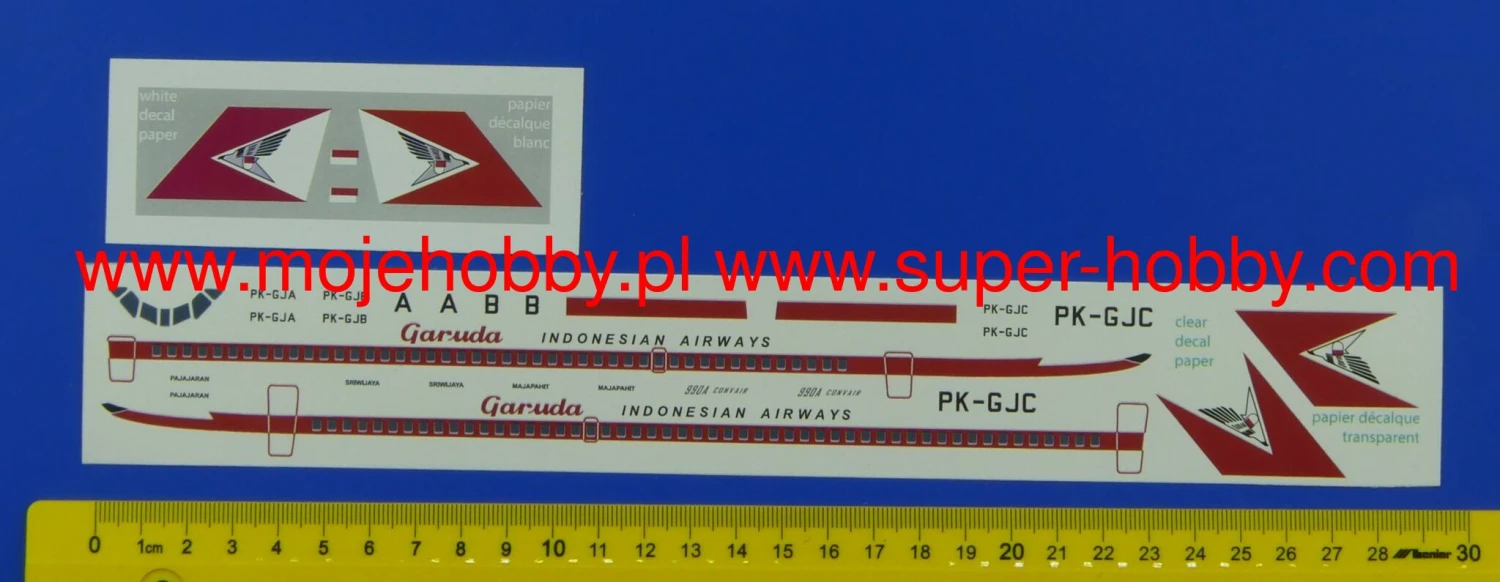 white
decal
paper
papier
décalque
blanc
www.mojehobby.pl www.super-hobby.com
PK-GJA
PK-GJA
PK-GJB
PK-GJB
A A B B
PK-GJC
PK-GJC
PK-GJC
clear
decal
paper
Garuda INDONESIAN AIRWAYS
PAJAJARAN
PAJAJARAN
SRIWIJAYA
SRIWIJAYA
MAJAPAHIT
MAJAPAHIT
990A CONVAIR
990A CONVAIR
Garuda INDONESIAN AIRWAYS
PK-GJC
papier décalque
transparent
0 1cm 2 3 4 5 6 7 8 9 10 11 12 13 14 15 16 17 18 19 20 21 22 23 24 25 26 27 28 30